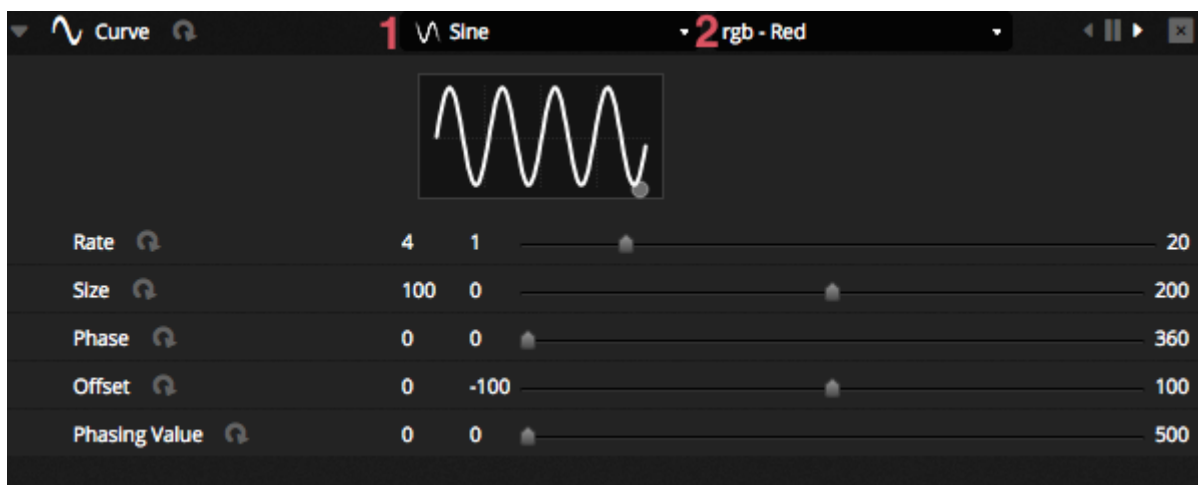 Curve 1 Sine 2 rgb - Red
Rate 4 1 20
Size 100 0 200
Phase 0 0 360
Offset 0 -100 100
Phasing Value 0 0 500